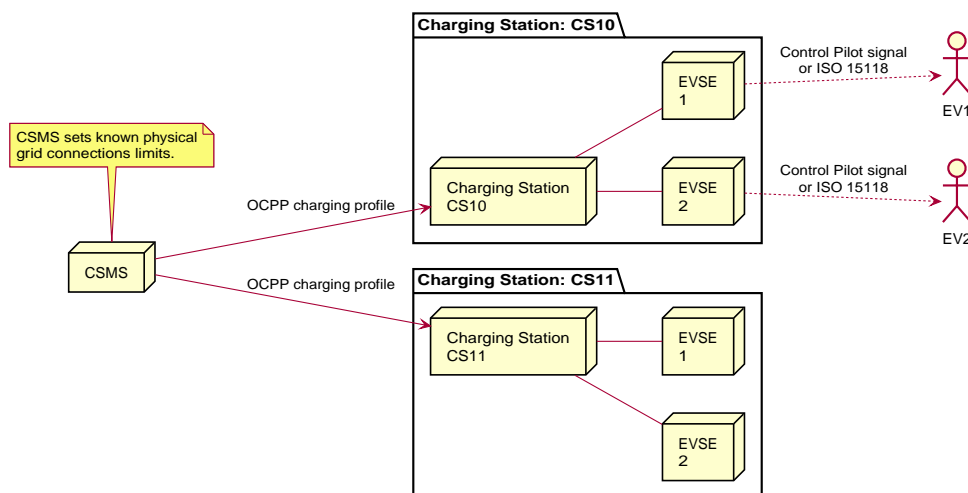 Charging Station: CS10
EVSE
1
Control Pilot signal
or ISO 15118
EV1
CSMS sets known physical
grid connections limits.
Charging Station
CS10
EVSE
2
Control Pilot signal
or ISO 15118
EV2
OCPP charging profile
CSMS
OCPP charging profile
Charging Station: CS11
Charging Station
CS11
EVSE
1
EVSE
2